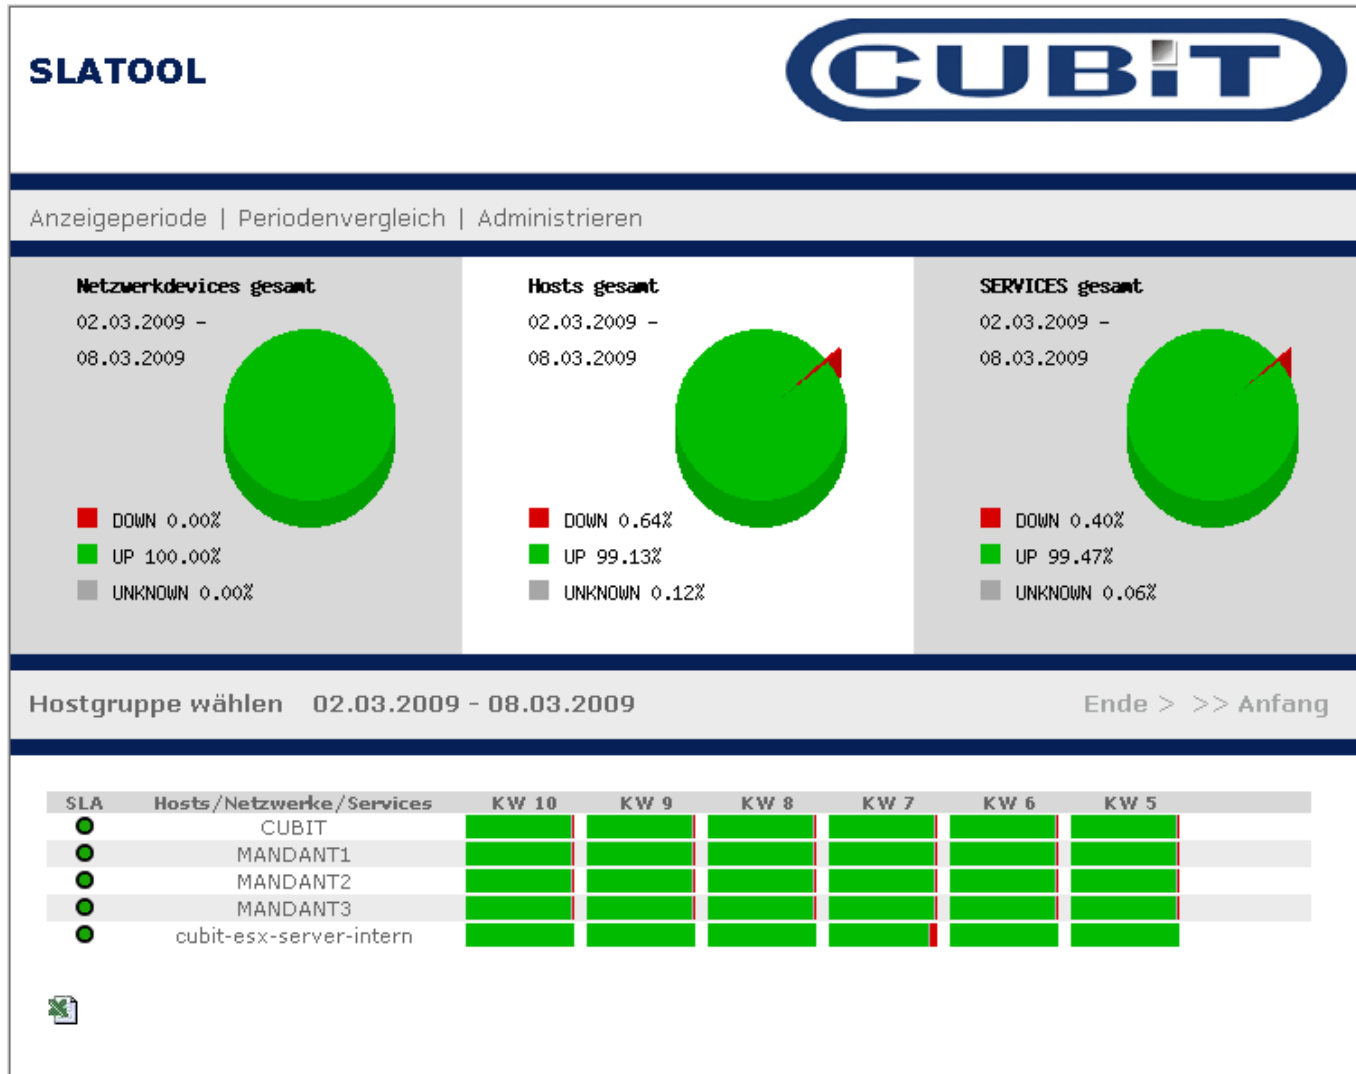 SLATOOL
CUBiT
Anzeigeperiode | Periodenvergleich | Administrieren
Netzwerkdevices gesamt
02.03.2009 -
08.03.2009
DOWN 0.00%
UP 100.00%
UNKNOWN 0.00%
Hosts gesamt
02.03.2009 -
08.03.2009
DOWN 0.64%
UP 99.13%
UNKNOWN 0.12%
SERVICES gesamt
02.03.2009 -
08.03.2009
DOWN 0.40%
UP 99.47%
UNKNOWN 0.06%
Hostgruppe wählen 02.03.2009 - 08.03.2009 Ende > >> Anfang
SLA Hosts/Netzwerke/Services KW 10 KW 9 KW 8 KW 7 KW 6 KW 5
CUBIT
MANDANT1
MANDANT2
MANDANT3
cubit-esx-server-intern